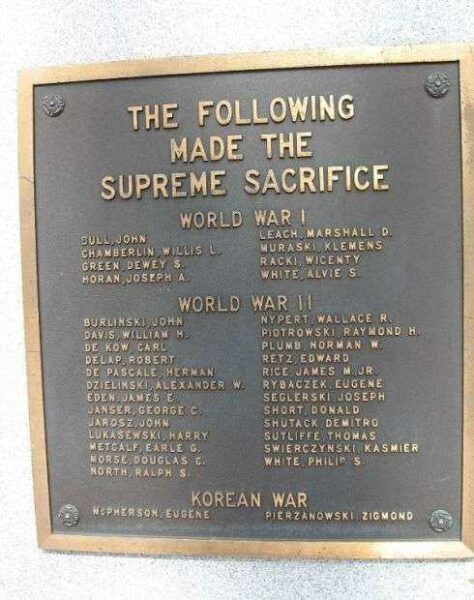 THE FOLLOWING
MADE THE
SUPREME SACRIFICE
WORLD WAR I
BULL, JOHN
CHAMBERLIN, WILLIS L.
GREEN, DEWEY S.
HORAN, JOSEPH A.
LEACH, MARSHALL D.
MURASKI, KLEMENS
RACKI, WICENTY
WHITE, ALVIE S.
WORLD WAR II
BURLINSKI, JOHN
DAVIS, WILLIAM H.
DE KOW, CARL
DELAP, ROBERT
DE PASCALE, HERMAN
DZIELINSKI, ALEXANDER W.
EDEN, JAMES E.
JANSER, GEORGE C.
JAROSZ, JOHN
LUKASEWSKI, HARRY
METCALF, EARLE G.
MORSE, DOUGLAS C.
NORTH, RALPH S.
NYPERT, WALLACE R.
PIOTROWSKI, RAYMOND H.
PLUMB, NORMAN W.
RETZ, EDWARD
RICE, JAMES M. JR.
RYBACZEK, EUGENE
SEGLERSKI, JOSEPH
SHORT, DONALD
SHUTACK, DEMITRO
SUTLIFFE, THOMAS
SWIERCZYNSKI, KASMIER
WHITE, PHILIP S.
KOREAN WAR
McPHERSON, EUGENE
PIERZANOWSKI, ZIGMOND